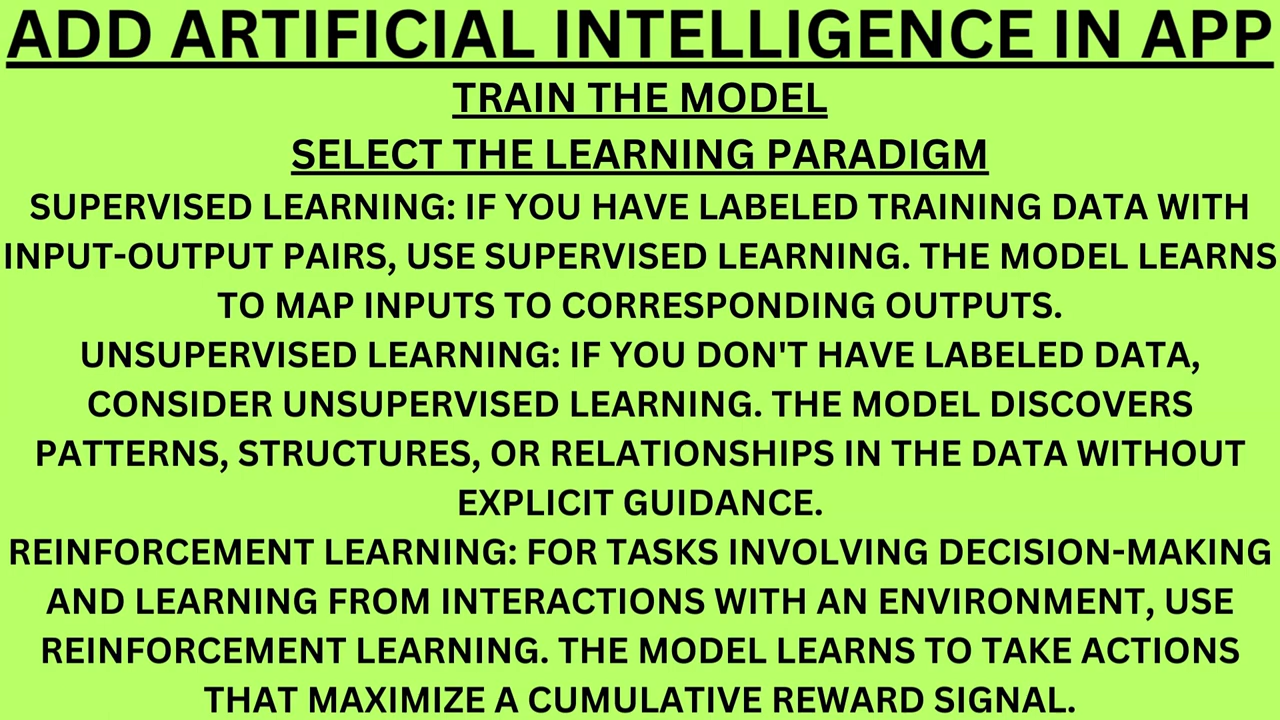 ADD ARTIFICIAL INTELLIGENCE IN APP
TRAIN THE MODEL
SELECT THE LEARNING PARADIGM
SUPERVISED LEARNING: IF YOU HAVE LABELED TRAINING DATA WITH
INPUT-OUTPUT PAIRS, USE SUPERVISED LEARNING. THE MODEL LEARNS
TO MAP INPUTS TO CORRESPONDING OUTPUTS.
UNSUPERVISED LEARNING: IF YOU DON'T HAVE LABELED DATA,
CONSIDER UNSUPERVISED LEARNING. THE MODEL DISCOVERS
PATTERNS, STRUCTURES, OR RELATIONSHIPS IN THE DATA WITHOUT
EXPLICIT GUIDANCE.
REINFORCEMENT LEARNING: FOR TASKS INVOLVING DECISION-MAKING
AND LEARNING FROM INTERACTIONS WITH AN ENVIRONMENT, USE
REINFORCEMENT LEARNING. THE MODEL LEARNS TO TAKE ACTIONS
THAT MAXIMIZE A CUMULATIVE REWARD SIGNAL.